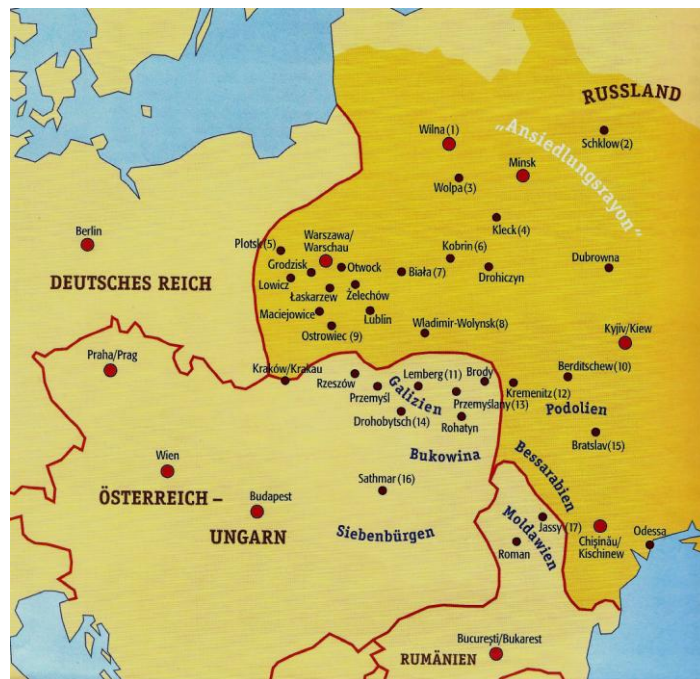 RUSSLAND
„Ansiedlungsrayon“
Wilna (1)
Schklow (2)
Minsk
Wolpa (3)
Kleck (4)
Berlin
Plotsk (5)
Warszawa/
Warschau
Kobrin (6)
Dubrowna
Grodzisk
Otwock
Biała (7)
Drohiczyn
DEUTSCHES REICH
Lowicz
Łaskarzew
Żelechów
Maciejowice
Lublin
Ostrowiec (9)
Wladimir-Wolynsk (8)
Kyjiv/Kiew
Praha/Prag
Kraków/Krakau
Rzeszów
Lemberg (11)
Brody
Berditschew (10)
Przemyśl
Galizien
Kremenitz (12)
Przemyślany (13)
Podolien
Drohobytsch (14)
Rohatyn
Bratslav (15)
Bukowina
Bessarabien
Wien
Sathmar (16)
ÖSTERREICH –
UNGARN
Budapest
Siebenbürgen
Moldawien
Jassy (17)
Roman
Chișinău/
Kischinew
Odessa
București/Bukarest
RUMÄNIEN